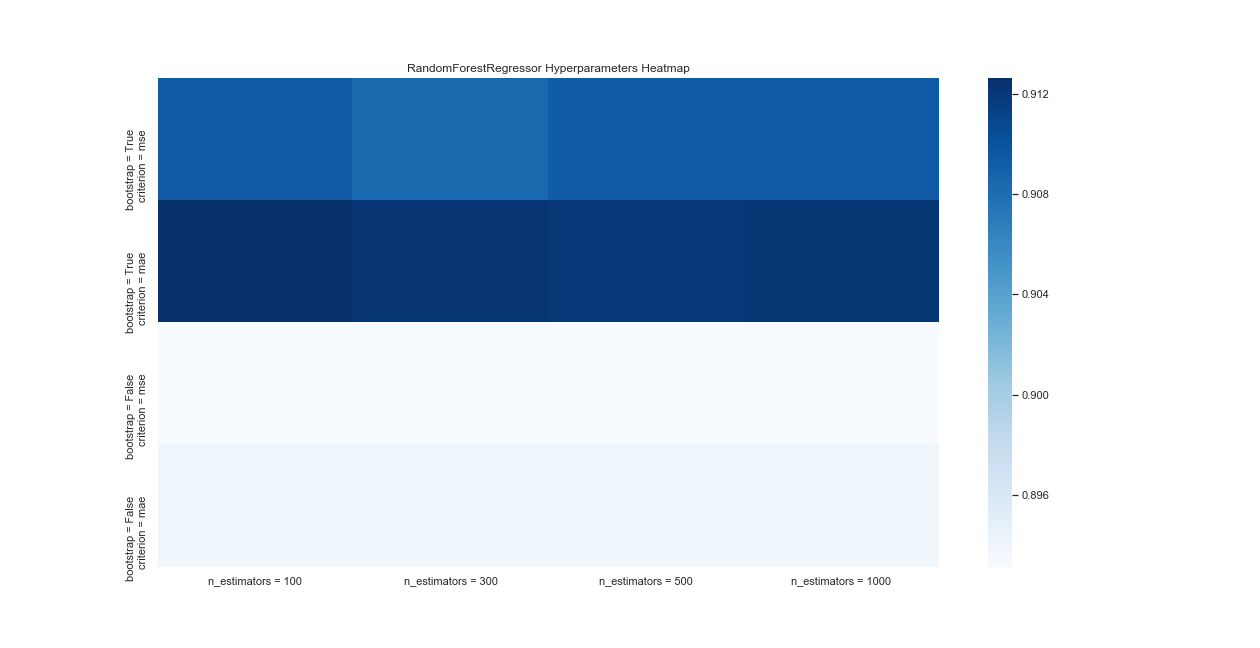 RandomForestRegressor Hyperparameters Heatmap
bootstrap = True
criterion = mse
bootstrap = True
criterion = mae
bootstrap = False
criterion = mse
bootstrap = False
criterion = mae
n_estimators = 100
n_estimators = 300
n_estimators = 500
n_estimators = 1000
0.912
0.908
0.904
0.900
0.896